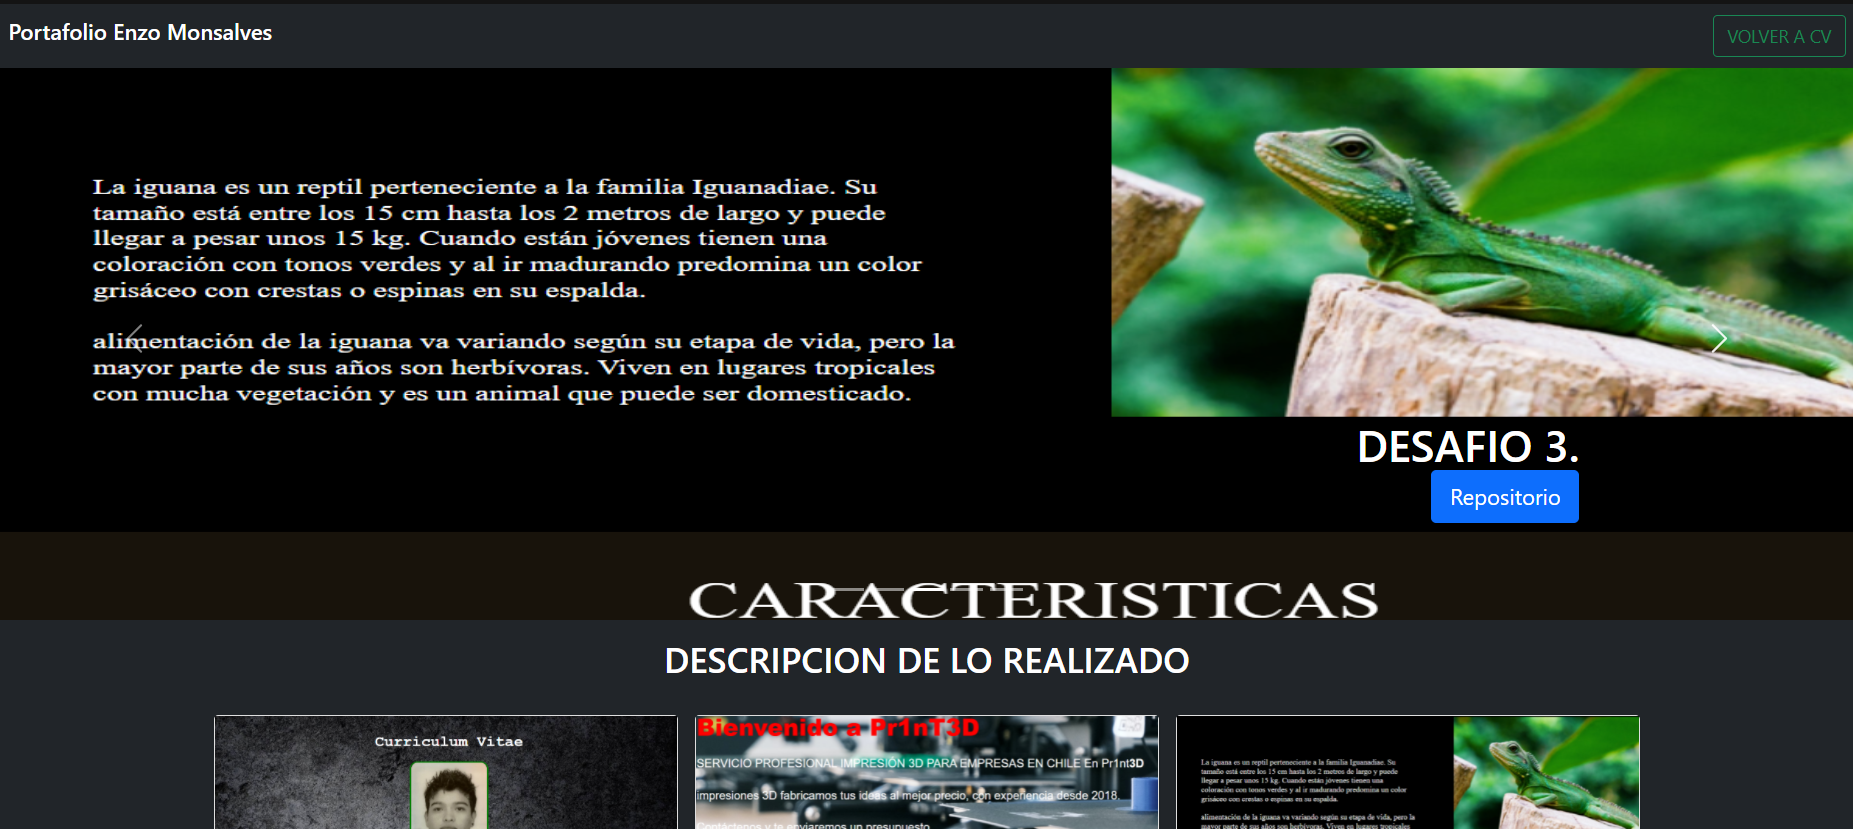 Portafolio Enzo Monsalves
VOLVER A CV
La iguana es un reptil perteneciente a la familia Iguanadiae. Su
tamaño está entre los 15 cm hasta los 2 metros de largo y puede
llegar a pesar unos 15 kg. Cuando están jóvenes tienen una
coloración con tonos verdes y al ir madurando predomina un color
grisáceo con crestas o espinas en su espalda.
alimentación de la iguana va variando según su etapa de vida, pero la
mayor parte de sus años son herbívoras. Viven en lugares tropicales
con mucha vegetación y es un animal que puede ser domesticado.
DESAFIO 3.
Repositorio
CARACTERISTICAS
DESCRIPCION DE LO REALIZADO
Curriculum Vitae
Bienvenido a Pr1nT3D
SERVICIO PROFESIONAL IMPRESIÓN 3D PARA EMPRESAS EN CHILE En Pr1nt3D
impresiones 3D fabricamos tus ideas al mejor precio, con experiencia desde 2018.
Contáctenos y te enviaremos un presupuesto
La iguana es un reptil perteneciente a la familia Iguanadiae. Su
tamaño está entre los 15 cm hasta los 2 metros de largo y puede
llegar a pesar unos 15 kg. Cuando están jóvenes tienen una
coloración con tonos verdes y al ir madurando predomina un color
grisáceo con crestas o espinas en su espalda.
alimentación de la iguana va variando según su etapa de vida, pero la
mayor parte de sus años son herbívoras. Viven en lugares tropicales